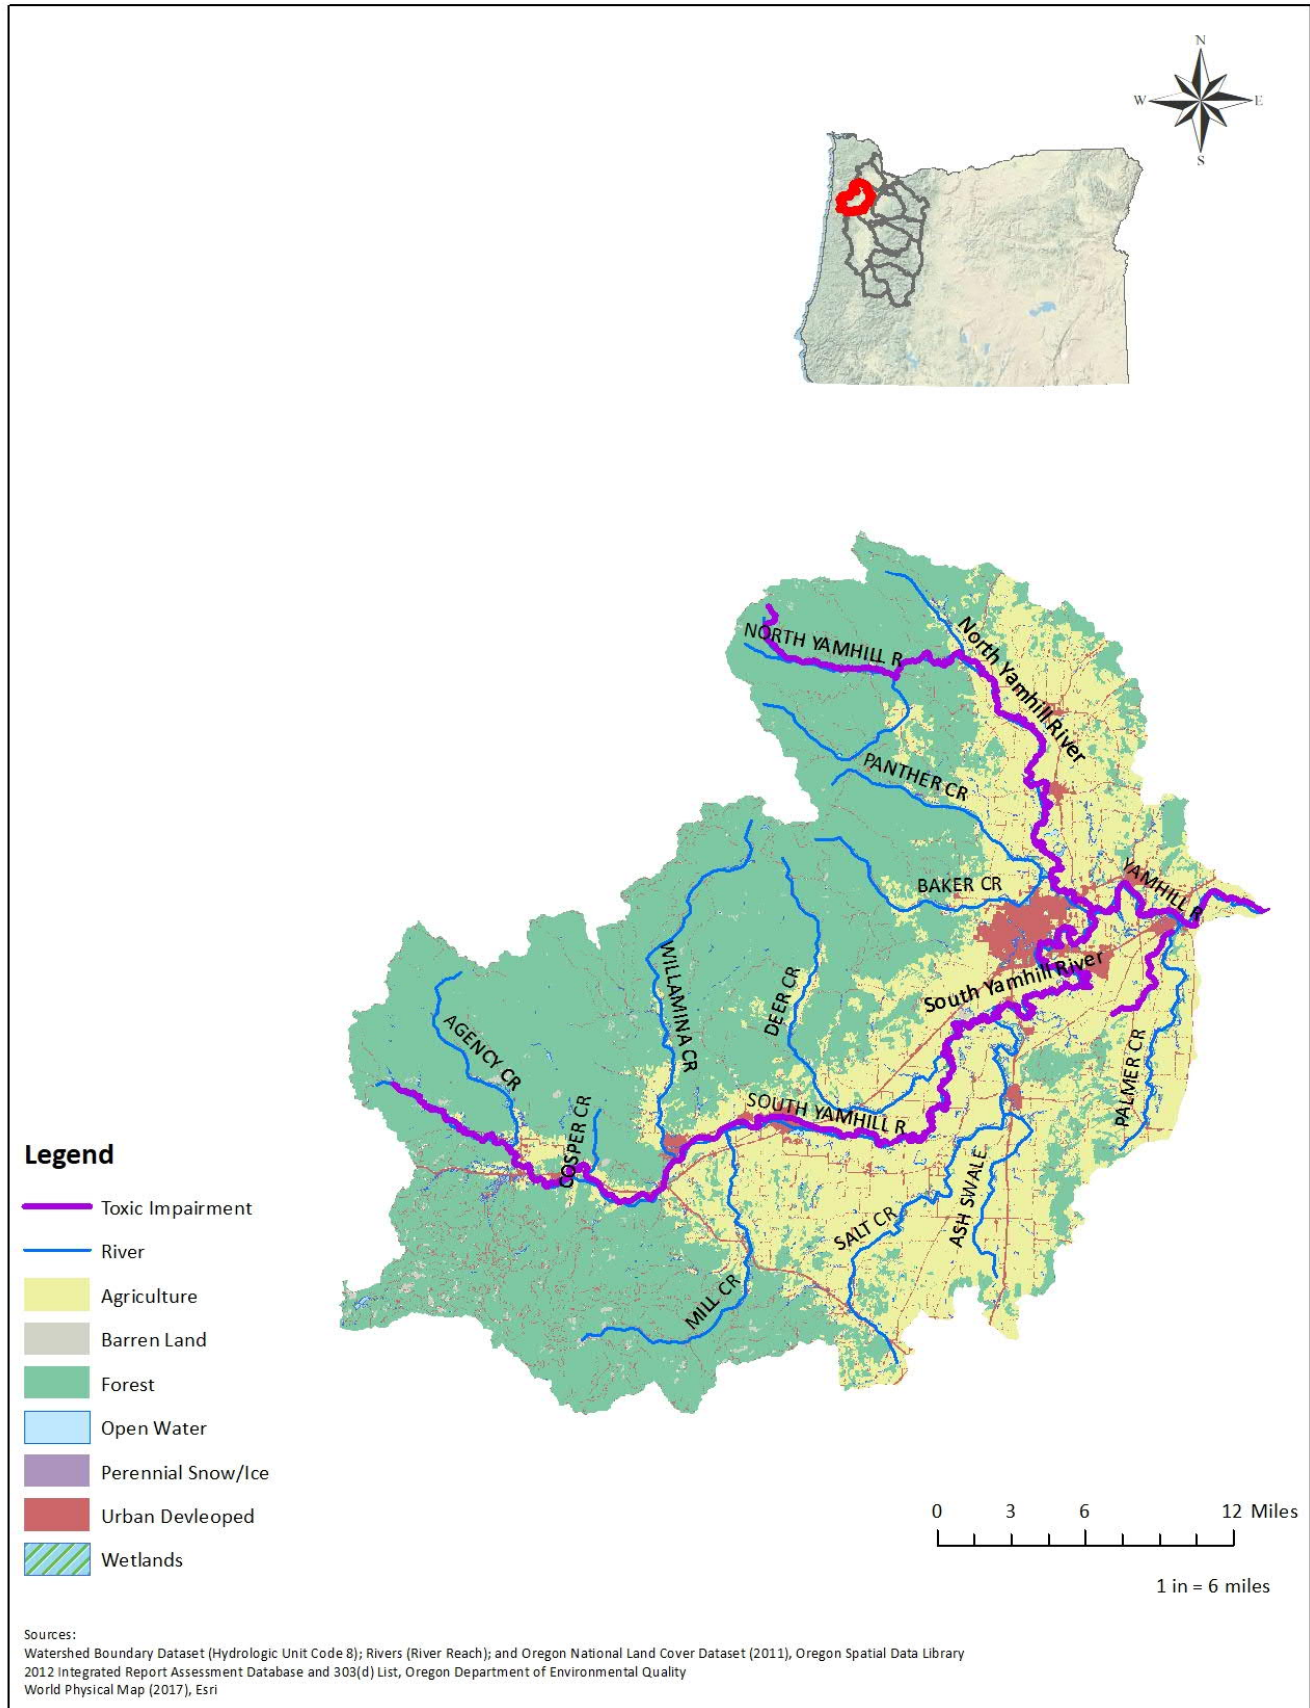 N
W
E
S
NORTH YAMHILL R
North Yamhill River
PANTHER CR
BAKER CR
YAMHILL R
WILLAMINA CR
DEER CR
South Yamhill River
AGENCY CR
COSPER CR
SOUTH YAMHILL R
PALMER CR
ASH SWALE
SALT CR
MILL CR
Legend
Toxic Impairment
River
Agriculture
Barren Land
Forest
Open Water
Perennial Snow/Ice
Urban Devleoped
Wetlands
0 3 6 12 Miles
1 in = 6 miles
Sources:
Watershed Boundary Dataset (Hydrologic Unit Code 8); Rivers (River Reach); and Oregon National Land Cover Dataset (2011), Oregon Spatial Data Library
2012 Integrated Report Assessment Database and 303(d) List, Oregon Department of Environmental Quality
World Physical Map (2017), Esri